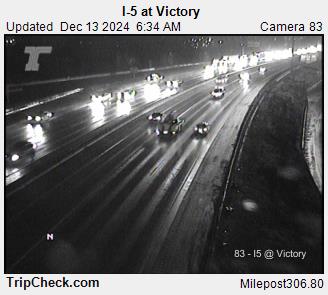 I-5 at Victory
Updated Dec 13 2024 6:34 AM Camera 83
T
N
83 - I5 @ Victory
TripCheck.com Milepost306.80